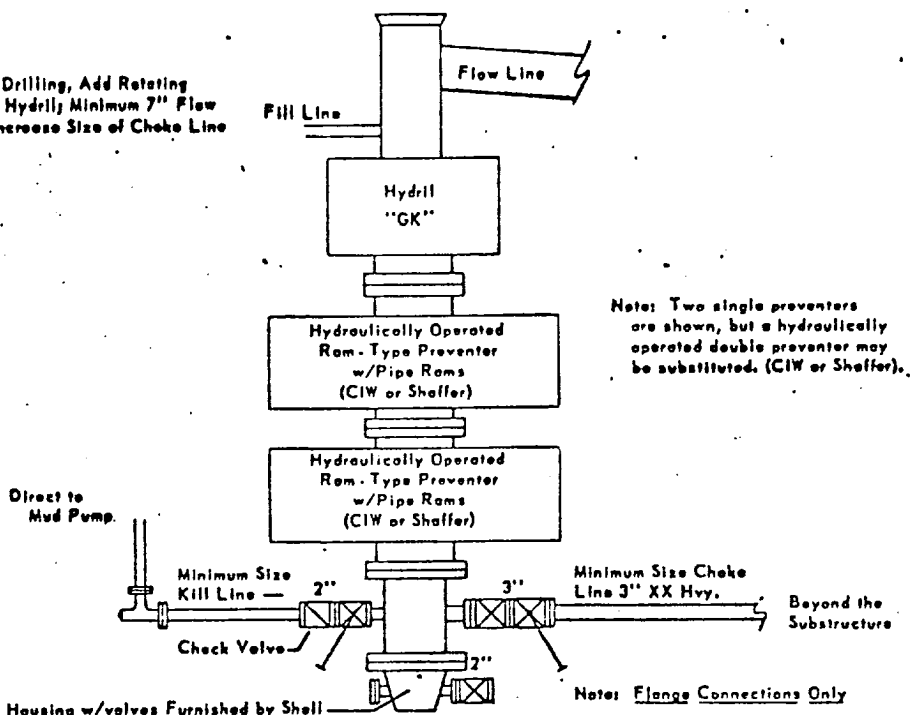 Drilling, Add Rotating
Hydril; Minimum 7" Flow
ncrease Size of Choke Line
Fill Line
Flow Line
Hydril
"GK"
Hydraulically Operated
Ram-Type Preventer
w/Pipe Rams
(CIW or Shaffer)
Note: Two single preventers
are shown, but a hydraulically
operated double preventer may
be substituted. (CIW or Shaffer).
Hydraulically Operated
Ram-Type Preventer
w/Pipe Rams
(CIW or Shaffer)
Direct to
Mud Pump
Minimum Size
Kill Line —
2"
3"
Minimum Size Choke
Line 3" XX Hvy.
Beyond the
Substructure
Check Valve
2"
Housing w/valves Furnished by Shell
Note: Flange Connections Only